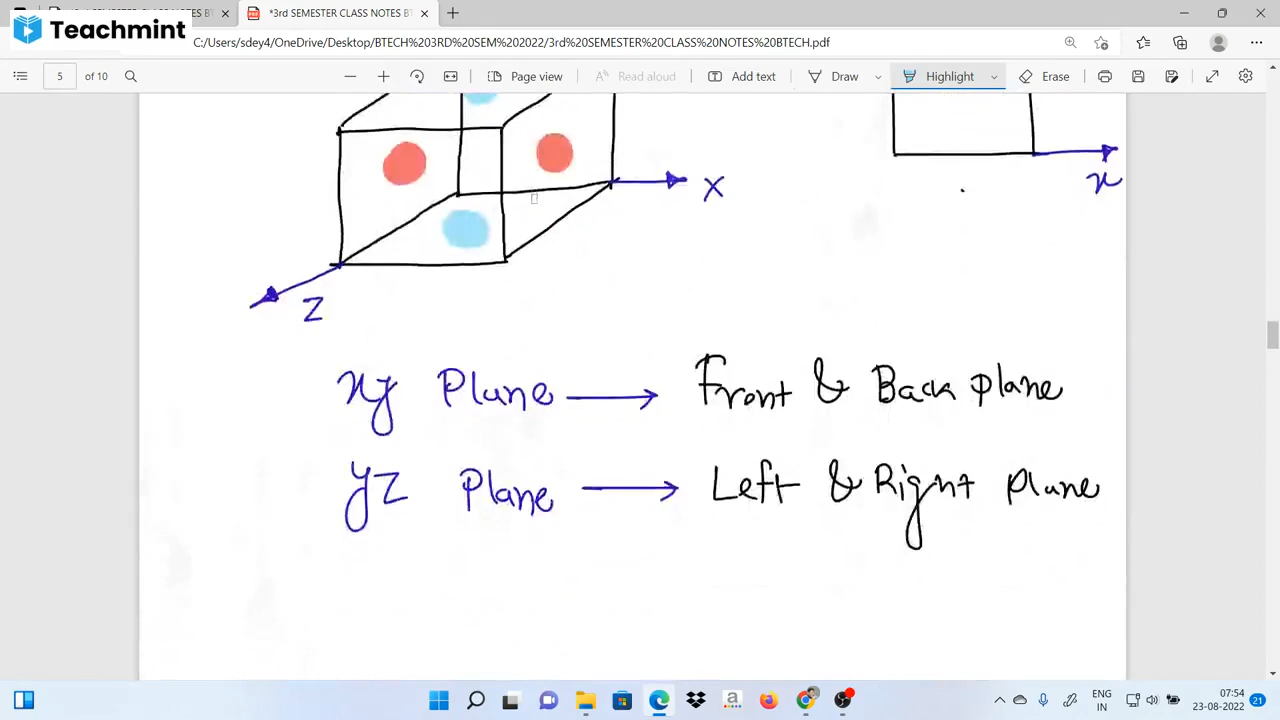 *3rd SEMESTER CLASS NOTES BT
Teachmint
C:/Users/sdey4/OneDrive/Desktop/BTECH%203RD%20SEM%202022/3rd%20SEMESTER%20CLASS%20NOTES%20BTECH.pdf
5 of 10 Page view Read aloud Add text Draw Highlight Erase
X
x
Z
xy Plane → Front & Back plane
yz Plane → Left & Right plane
ENG 07:54
IN 23-08-2022 21